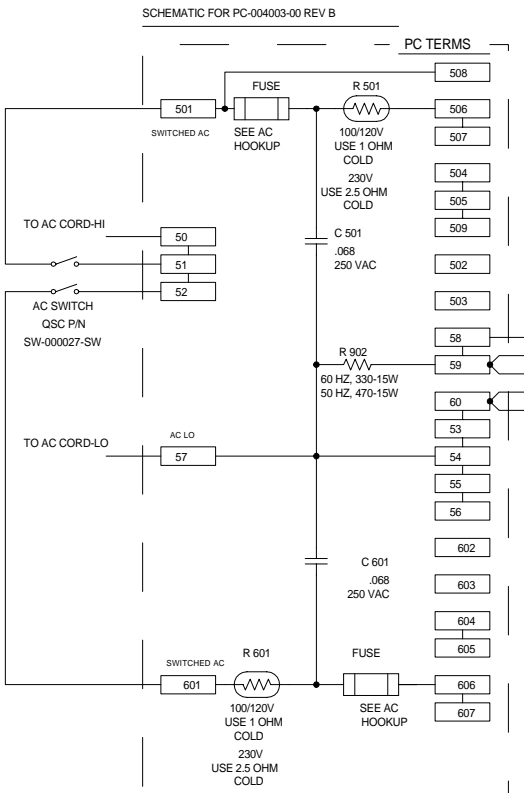 SCHEMATIC FOR PC-004003-00 REV B
PC TERMS
508
FUSE
R 501
501
506
SWITCHED AC
SEE AC
HOOKUP
100/120V
USE 1 OHM
COLD
507
230V
USE 2.5 OHM
COLD
504
505
509
TO AC CORD-HI
50
C 501
.068
250 VAC
51
502
52
AC SWITCH
QSC P/N
SW-000027-SW
503
58
R 902
59
60 HZ, 330-15W
50 HZ, 470-15W
60
53
TO AC CORD-LO
AC LO
57
54
55
56
602
C 601
.068
250 VAC
603
604
605
SWITCHED AC
R 601
FUSE
601
606
100/120V
USE 1 OHM
COLD
SEE AC
HOOKUP
607
230V
USE 2.5 OHM
COLD